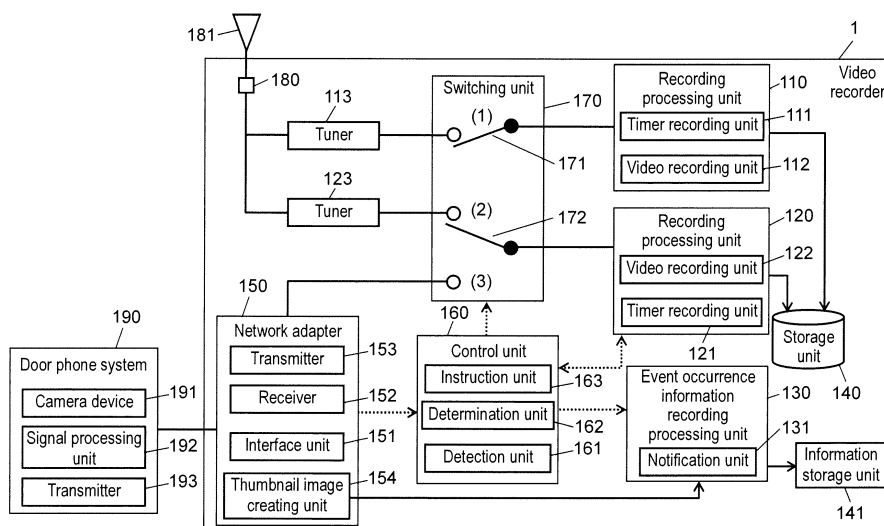 181
1
Video
recorder
180
113
Tuner
123
Tuner
Switching unit
170
(1)
171
(2)
172
(3)
Recording
processing unit
110
Timer recording unit
111
Video recording unit
112
Recording
processing unit
120
122
Video recording unit
Timer recording unit
121
Storage
unit
140
190
Door phone system
Camera device
191
Signal processing
unit
192
Transmitter
193
150
Network adapter
Transmitter
153
Receiver
152
Interface unit
151
Thumbnail image
creating unit
154
160
Control unit
Instruction unit
163
Determination unit
162
Detection unit
161
Event occurrence
information
recording
processing unit
130
131
Notification unit
Information
storage unit
141